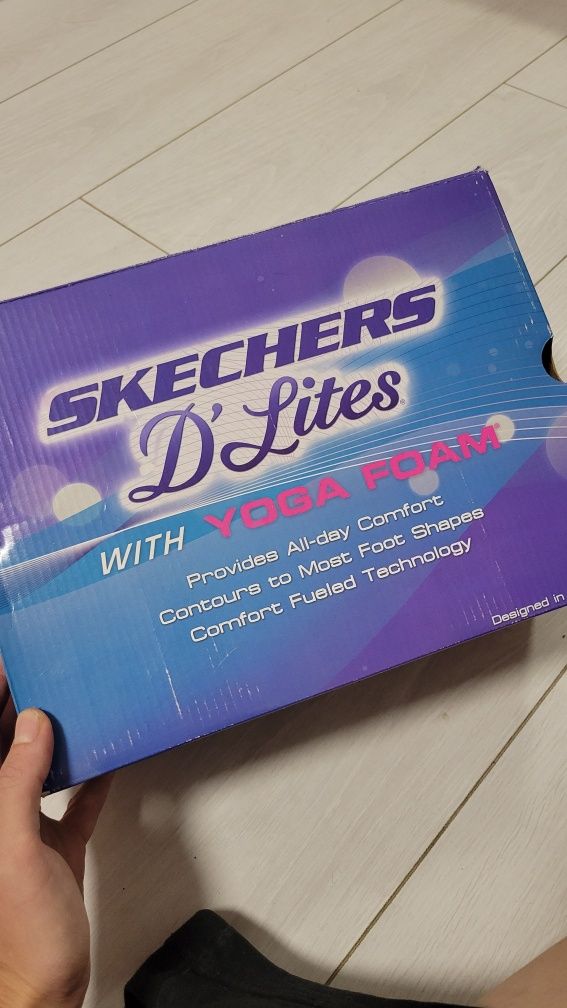 SKECHERS
D'Lites®
WITH YOGA FOAM®
Provides All-day Comfort
Contours to Most Foot Shapes
Comfort Fueled Technology
Designed in